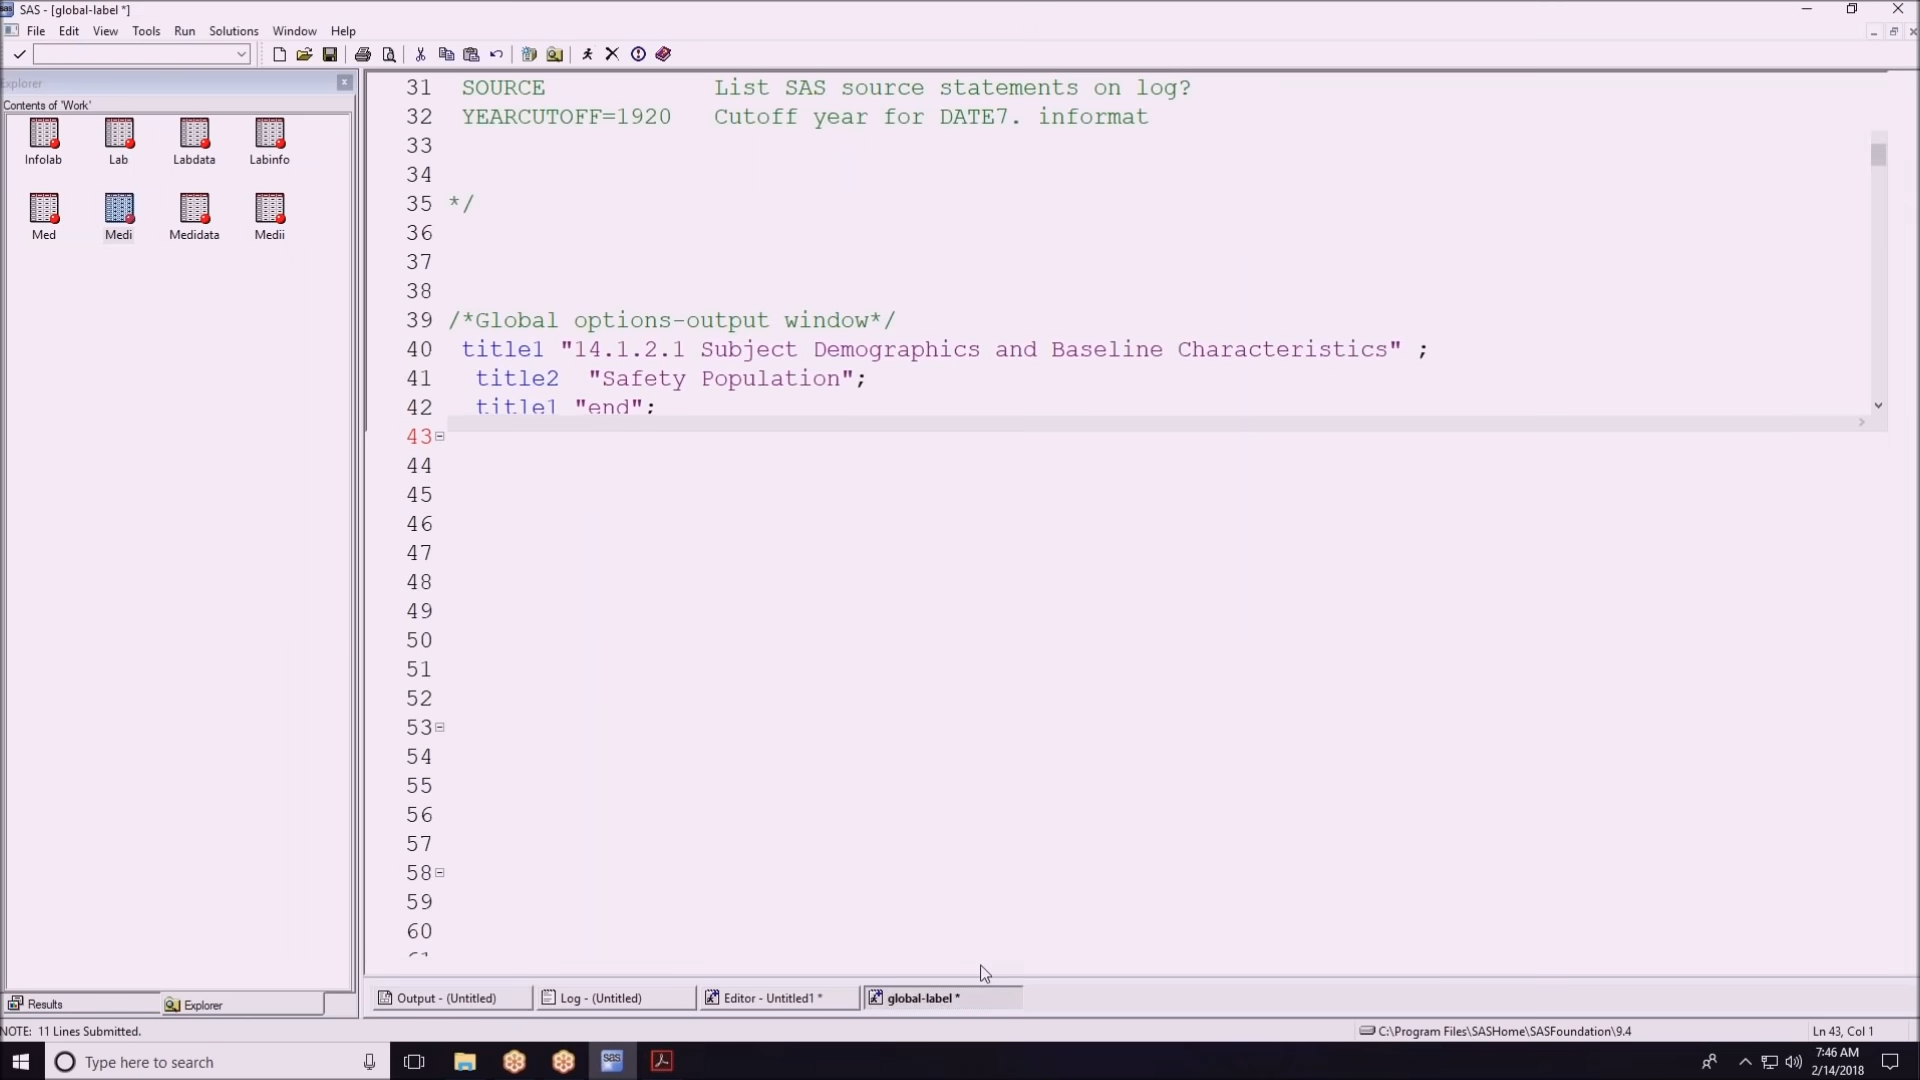 SAS - [global-label *]
File Edit View Tools Run Solutions Window Help
Explorer
Contents of 'Work'
Infolab Lab Labdata Labinfo
Med Medi Medidata Medii
31 SOURCE List SAS source statements on log?
32 YEARCUTOFF=1920 Cutoff year for DATE7. informat
33
34
35 */
36
37
38
39 /*Global options-output window*/
40 title1 "14.1.2.1 Subject Demographics and Baseline Characteristics" ;
41 title2 "Safety Population";
42 title1 "end";
43
44
45
46
47
48
49
50
51
52
53
54
55
56
57
58
59
60
61
Results Explorer
Output - (Untitled) Log - (Untitled) Editor - Untitled1 * global-label *
NOTE: 11 Lines Submitted. C:\Program Files\SASHome\SASFoundation\9.4 Ln 43, Col 1
Type here to search
sas
7:46 AM
2/14/2018